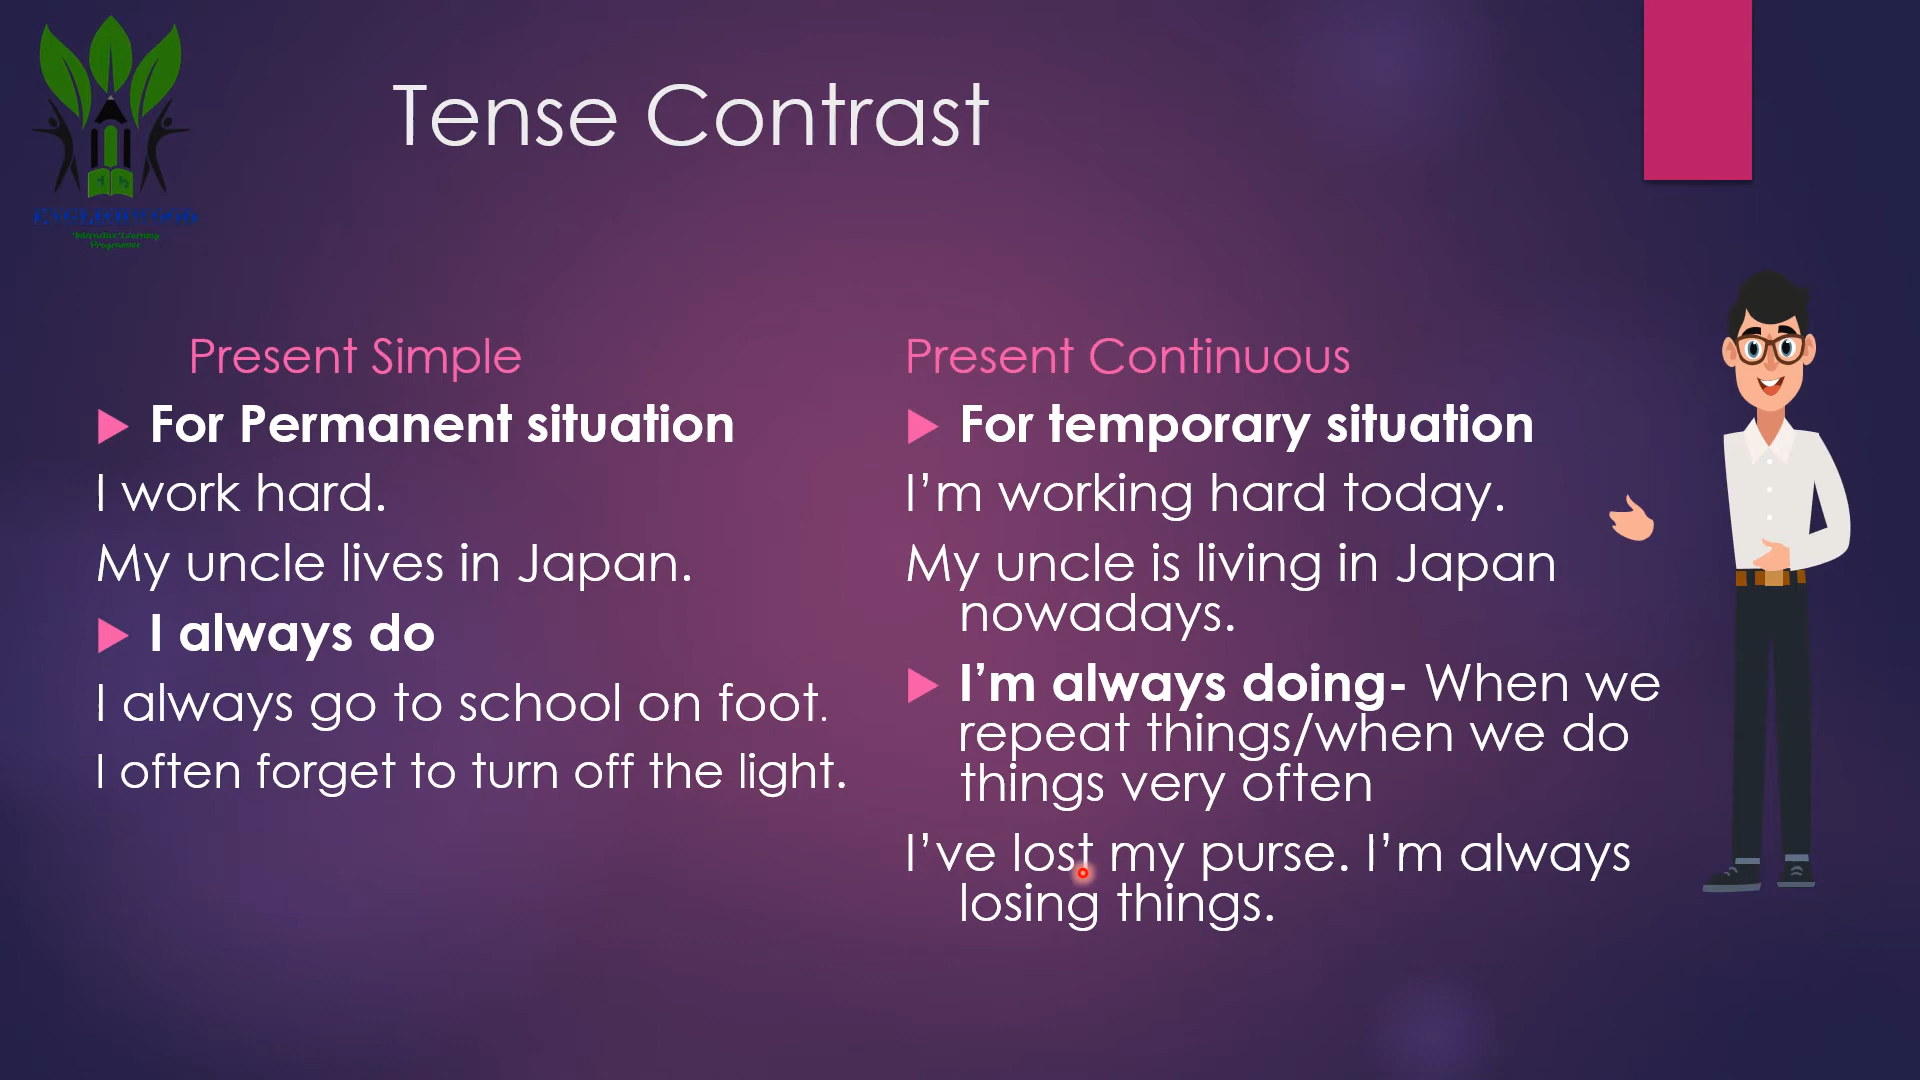 Tense Contrast
"Interactive Learning
Programme
Present Simple
For Permanent situation
I work hard.
My uncle lives in Japan.
I always do
I always go to school on foot.
I often forget to turn off the light.
Present Continuous
For temporary situation
I’m working hard today.
My uncle is living in Japan
nowadays.
I’m always doing- When we
repeat things/when we do
things very often
I’ve lost my purse. I’m always
losing things.